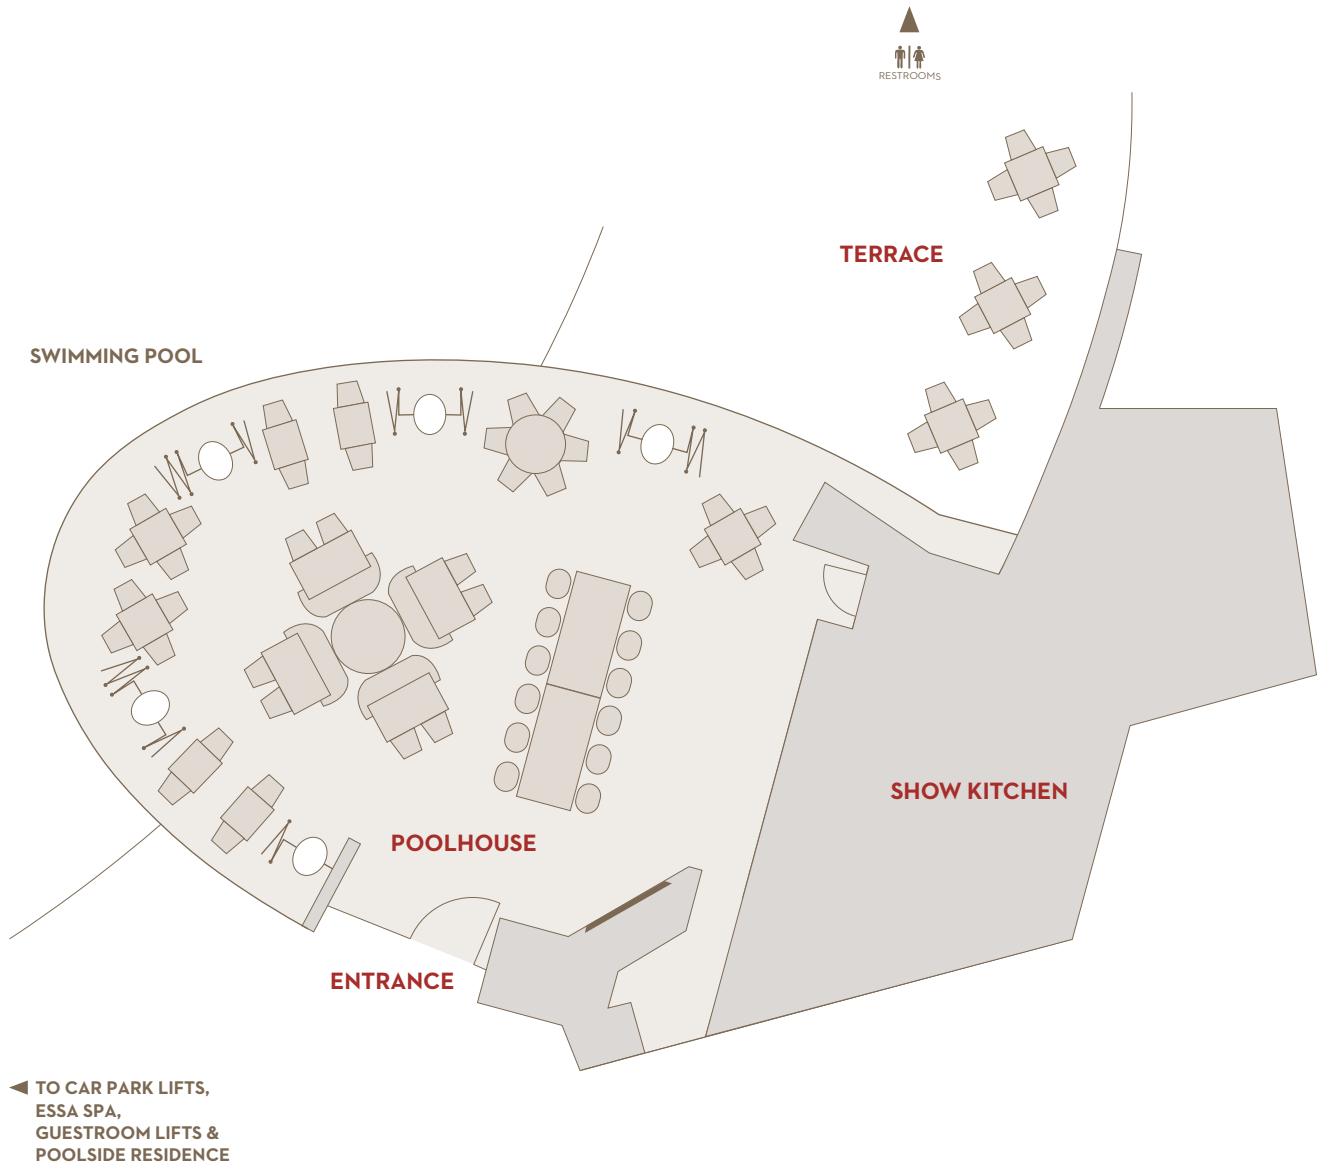 RESTROOMS
TERRACE
SWIMMING POOL
SHOW KITCHEN
POOLHOUSE
ENTRANCE
TO CAR PARK LIFTS,
ESSA SPA,
GUESTROOM LIFTS &
POOLSIDE RESIDENCE